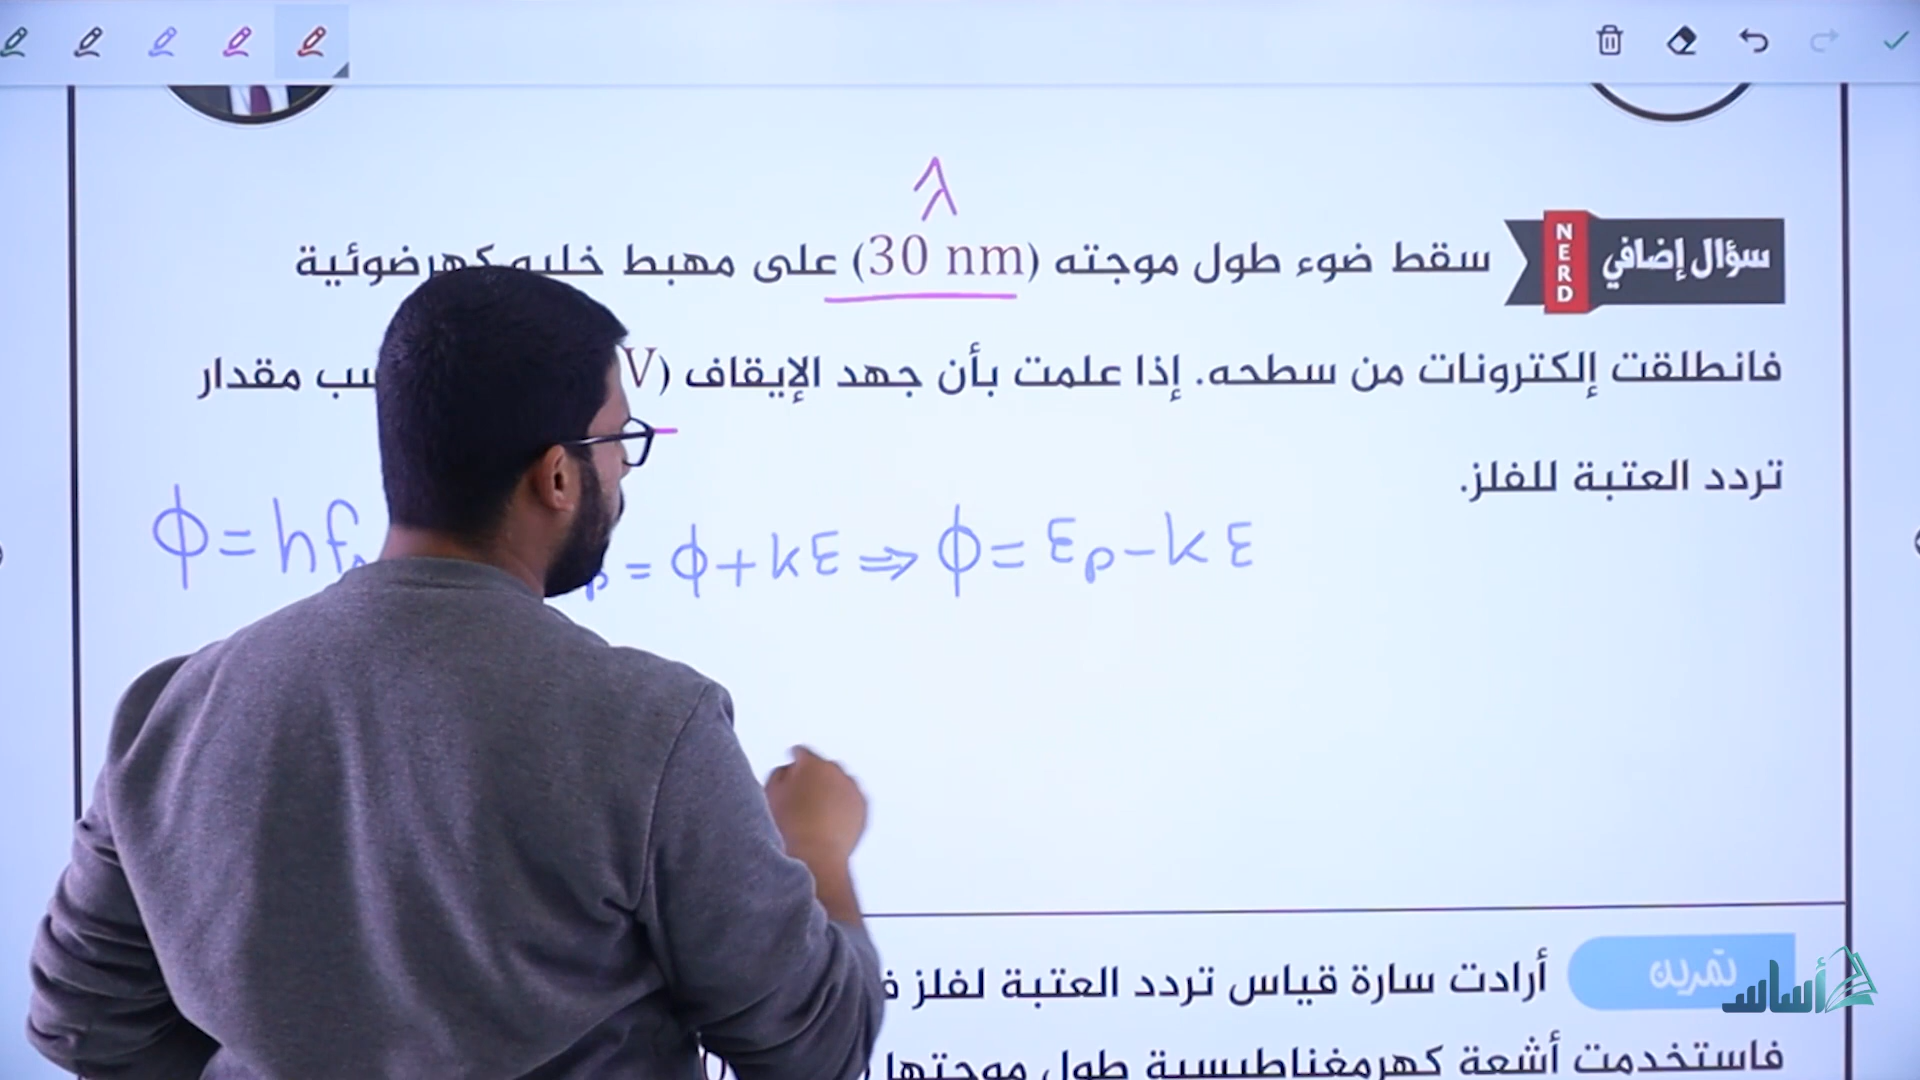 λ
سؤال إضافي
NERD
سقط ضوء طول موجته (30 nm) على مهبط خلية كهرضوئية
فانطلقت إلكترونات من سطحه. إذا علمت بأن جهد الإيقاف (V مقدار
تردد العتبة للفلز.
ϕ = hf = ϕ + KE ⇒ ϕ = Ep − KE
تمرين
أرادت سارة قياس تردد العتبة لفلز
فاستخدمت أشعة كهرمغناطيسية طول موجتها
أساس